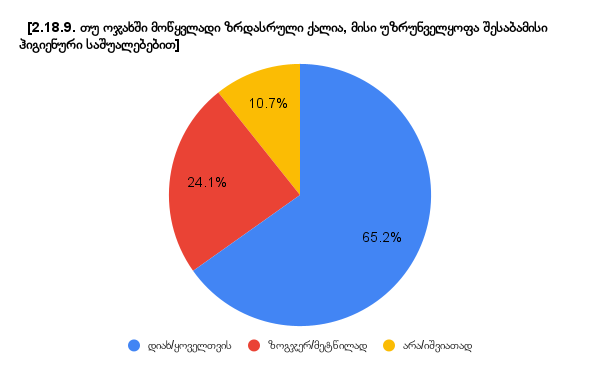 [2.18.9. თუ ოჯახში მოწყვლადი ზრდასრული ქალია, მისი უზრუნველყოფა შესაბამისი
ჰიგიენური საშუალებებით]
10.7%
24.1%
65.2%
დიახ/ყოველთვის ზოგჯერ/მეტწილად არა/იშვიათად